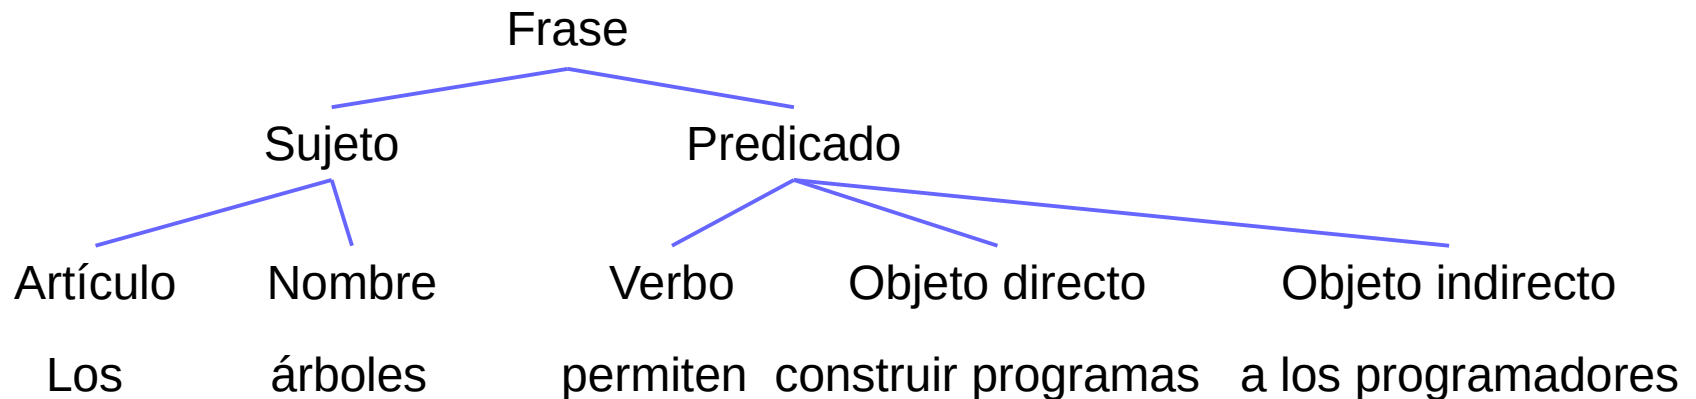 Frase
Sujeto Predicado
Artículo Nombre Verbo Objeto directo Objeto indirecto
Los árboles permiten construir programas a los programadores